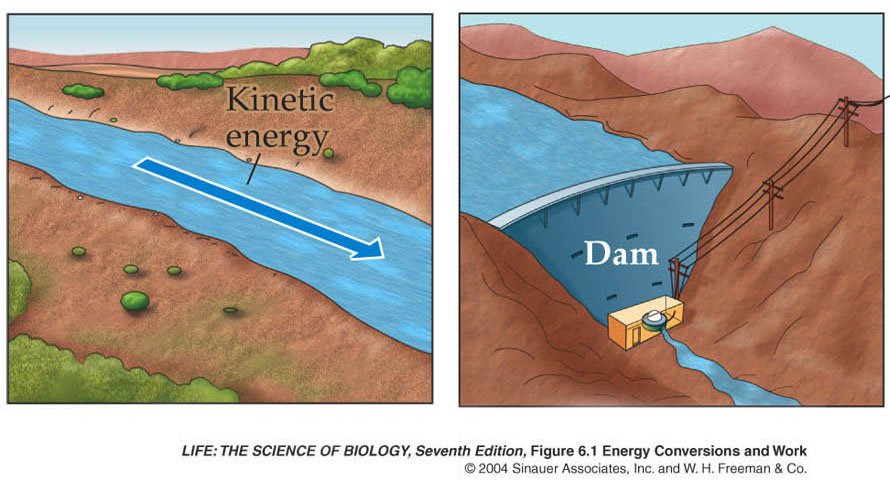 Kinetic
energy
Dam
LIFE: THE SCIENCE OF BIOLOGY, Seventh Edition, Figure 6.1 Energy Conversions and Work
© 2004 Sinauer Associates, Inc. and W. H. Freeman & Co.